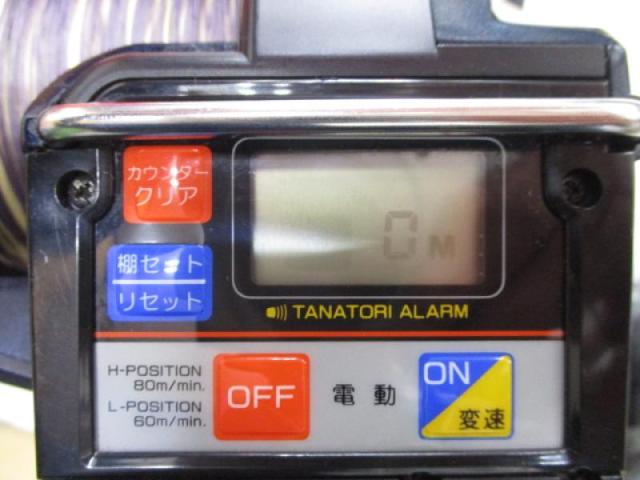 カウンター
クリア
棚セット
リセット
0 M
TANATORI ALARM
H-POSITION
80m/min.
L-POSITION
60m/min.
OFF
電動
ON
変速